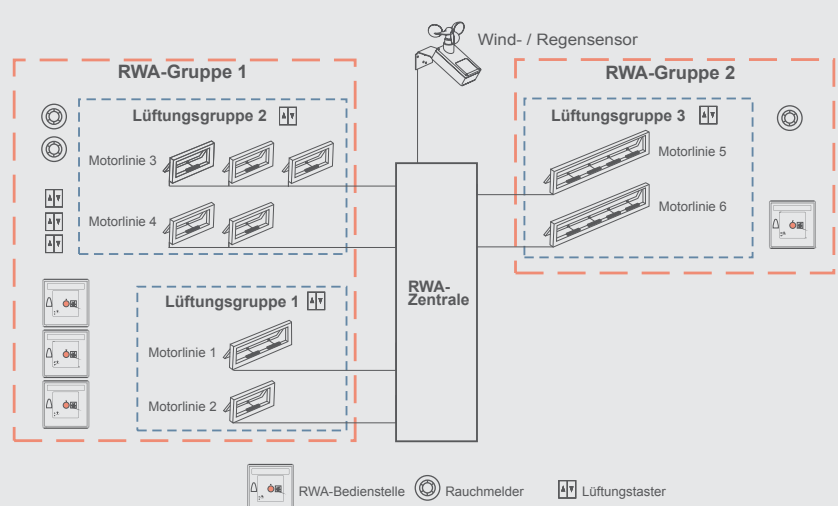 Wind- / Regensensor
RWA-Gruppe 1
Lüftungsgruppe 2
Motorlinie 3
Motorlinie 4
Lüftungsgruppe 1
Motorlinie 1
Motorlinie 2
RWA-
Zentrale
RWA-Gruppe 2
Lüftungsgruppe 3
Motorlinie 5
Motorlinie 6
RWA-Bedienstelle
Rauchmelder
Lüftungstaster